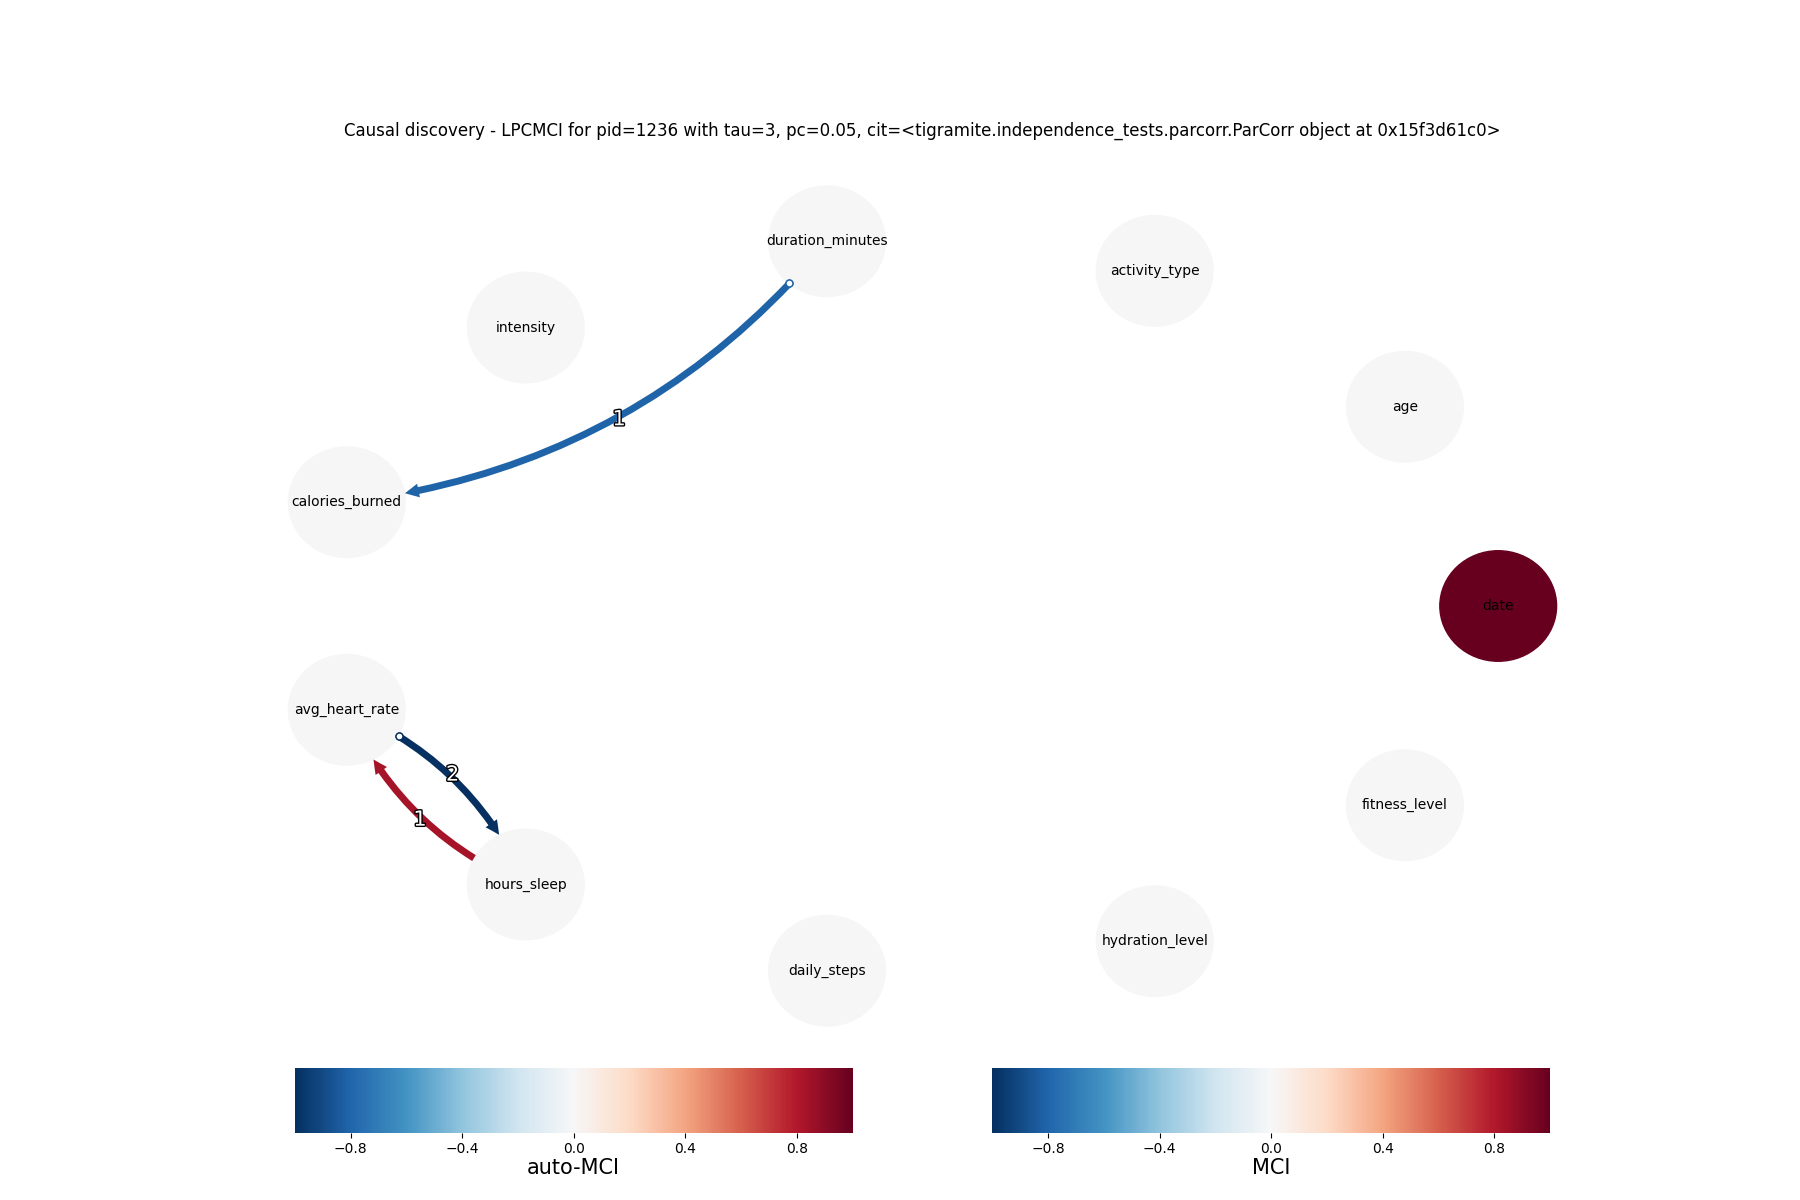 Causal discovery - LPCMCI for pid=1236 with tau=3, pc=0.05, cit=<tigramite.independence_tests.parcorr.ParCorr object at 0x15f3d61c0>
duration_minutes
activity_type
intensity
age
1
calories_burned
date
avg_heart_rate
2
1
fitness_level
hours_sleep
hydration_level
daily_steps
−0.8 −0.4 0.0 0.4 0.8
auto-MCI
−0.8 −0.4 0.0 0.4 0.8
MCI